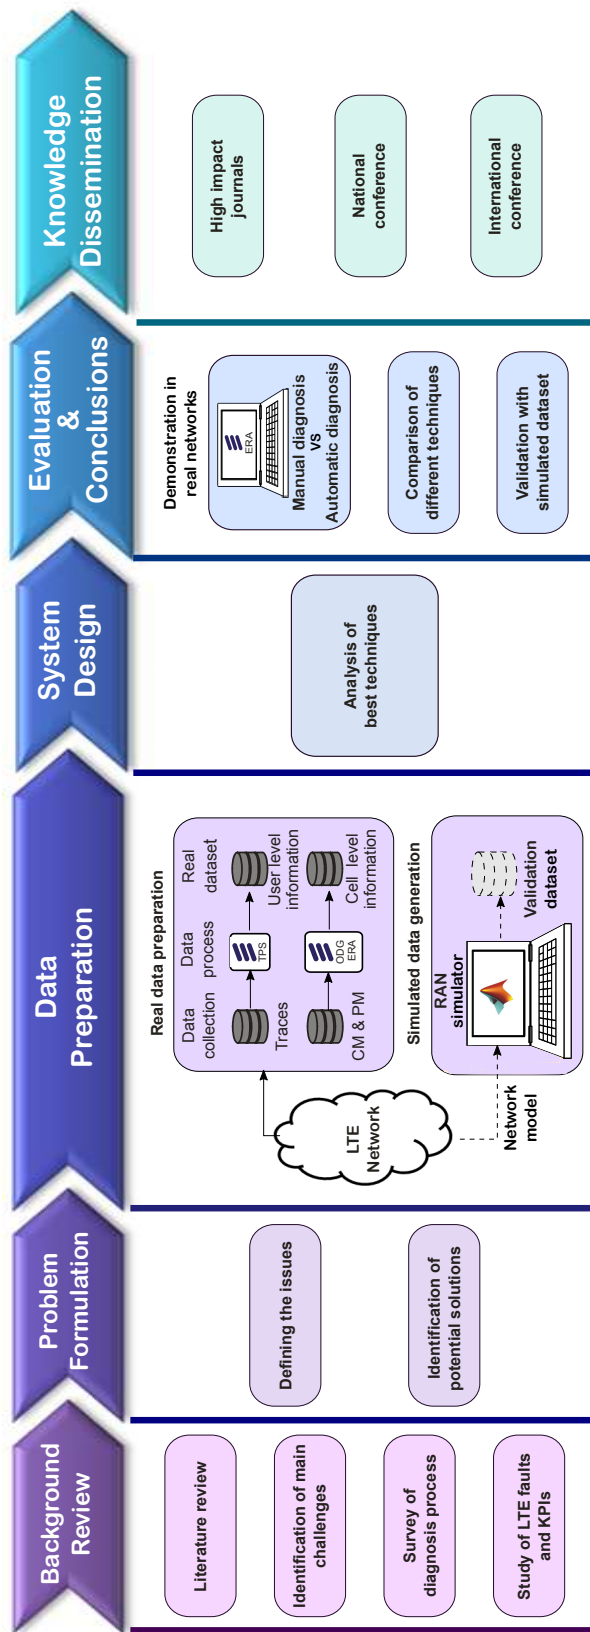 Background
Review
Literature review
Identification of main
challenges
Survey of
diagnosis process
Study of LTE faults
and KPIs
Problem
Formulation
Defining the issues
Identification of
potential solutions
Data
Preparation
Real data preparation
Data
collection
Data
process
Real
dataset
Traces
TPS
User level
information
CM & PM
ODG
ERA
Cell level
information
LTE
Network
Network
model
Simulated data generation
RAN
simulator
Validation
dataset
System
Design
Analysis of
best techniques
Evaluation
&
Conclusions
Demonstration in
real networks
ERA
Manual diagnosis
vs
Automatic diagnosis
Comparison of
different techniques
Validation with
simulated dataset
Knowledge
Dissemination
High impact
journals
National
conference
International
conference